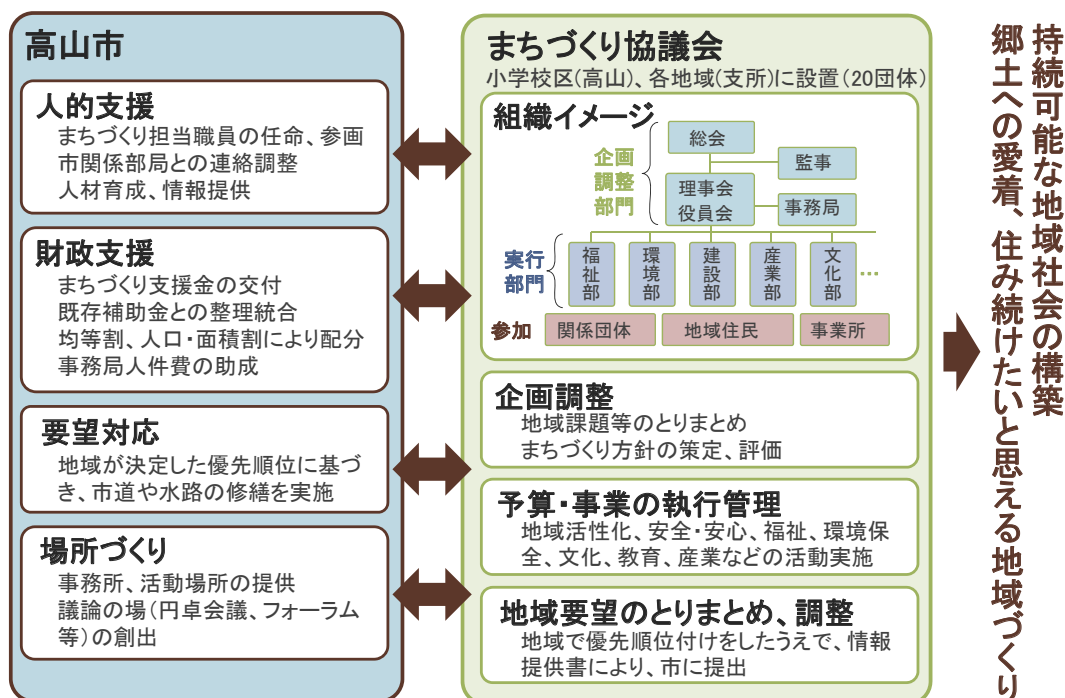 高山市
人的支援
まちづくり担当職員の任命、参画
市関係部局との連絡調整
人材育成、情報提供
財政支援
まちづくり支援金の交付
既存補助金との整理統合
均等割、人口・面積割により配分
事務局人件費の助成
要望対応
地域が決定した優先順位に基づ
き、市道や水路の修繕を実施
場所づくり
事務所、活動場所の提供
議論の場(円卓会議、フォーラム
等)の創出
まちづくり協議会
小学校区(高山)、各地域(支所)に設置(20団体)
組織イメージ
企画
調整
部門
総会
監事
理事会
役員会
事務局
実行
部門
福祉部
環境部
建設部
産業部
文化部
…
参加
関係団体
地域住民
事業所
企画調整
地域課題等のとりまとめ
まちづくり方針の策定、評価
予算・事業の執行管理
地域活性化、安全・安心、福祉、環境保
全、文化、教育、産業などの活動実施
地域要望のとりまとめ、調整
地域で優先順位付けをしたうえで、情報
提供書により、市に提出
持続可能な地域社会の構築
郷土への愛着、住み続けたいと思える地域づくり